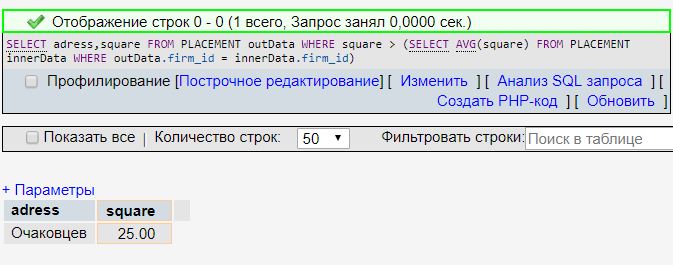 Отображение строк 0 - 0 (1 всего, Запрос занял 0,0000 сек.)
SELECT adress,square FROM PLACEMENT outData WHERE square > (SELECT AVG(square) FROM PLACEMENT
innerData WHERE outData.firm_id = innerData.firm_id)
Профилирование [Построчное редактирование] [ Изменить ] [ Анализ SQL запроса ] [
Создать PHP-код ] [ Обновить ]
Показать все | Количество строк: 50 Фильтровать строки: Поиск в таблице
+ Параметры
adress square
Очаковцев 25.00